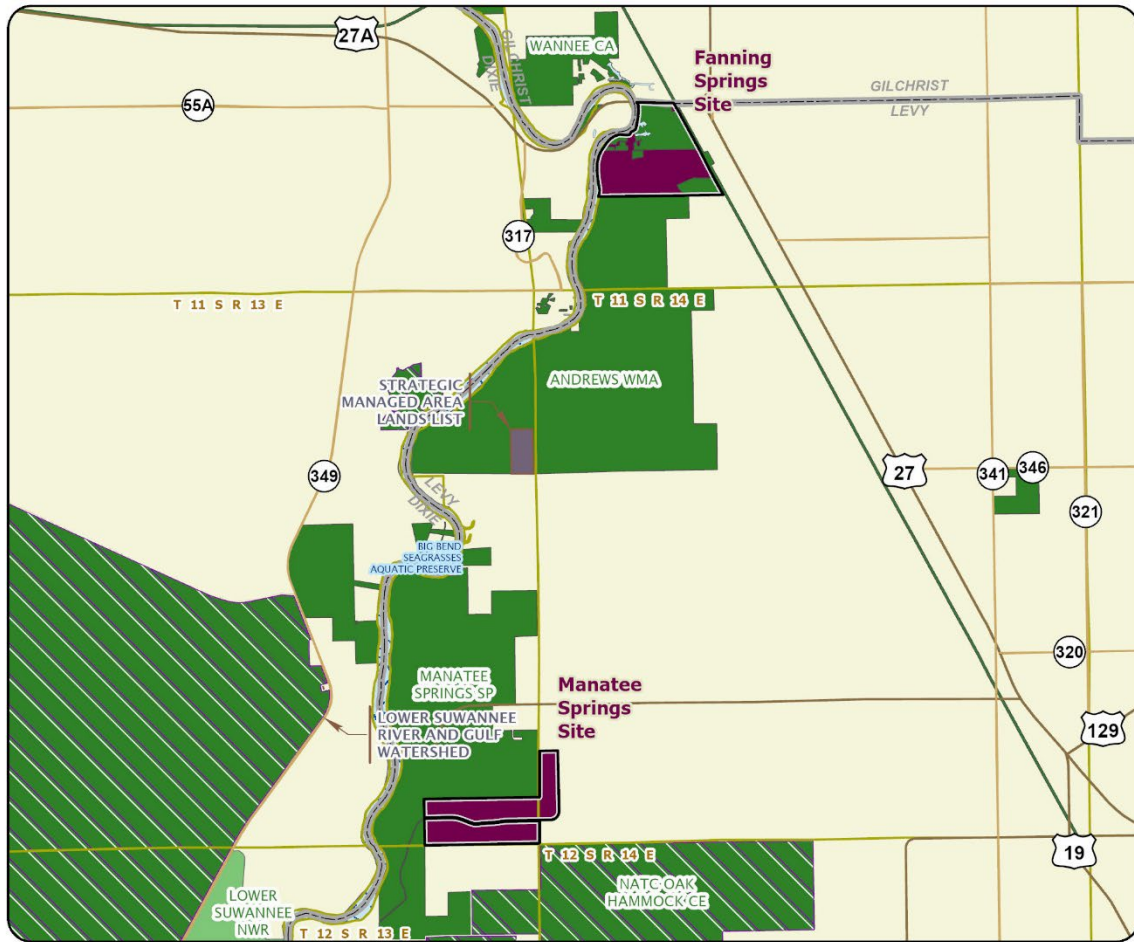 27A
WANNEE CA
GILCHRIST
DIXIE
Fanning
Springs
Site
55A
GILCHRIST
LEVY
317
T 11 S R 13 E
T 11 S R 14 E
STRATEGIC
MANAGED AREA
LANDS LIST
ANDREWS WMA
349
27
341
346
321
LEVY
DIXIE
BIG BEND
SEAGRASSES
AQUATIC PRESERVE
320
MANATEE
SPRINGS SP
Manatee
Springs
Site
LOWER SUWANNEE
RIVER AND GULF
WATERSHED
129
19
T 12 S R 14 E
NATC OAK
HAMMOCK CE
LOWER
SUWANNEE
NWR
T 12 S R 13 E